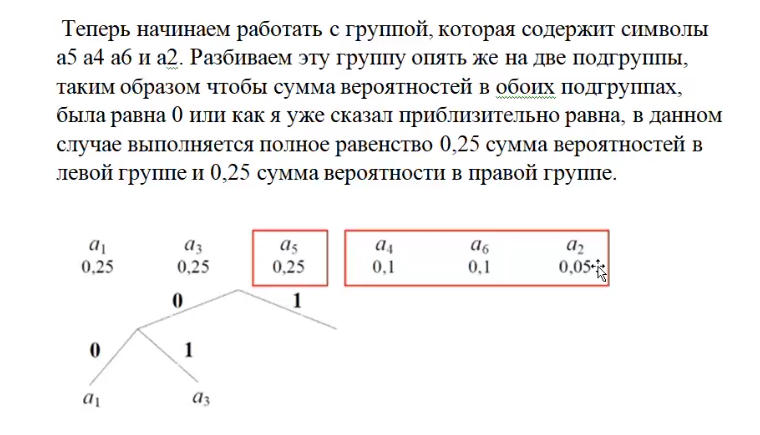 Теперь начинаем работать с группой, которая содержит символы
а5 а4 а6 и а2. Разбиваем эту группу опять же на две подгруппы,
таким образом чтобы сумма вероятностей в обоих подгруппах,
была равна 0 или как я уже сказал приблизительно равна, в данном
случае выполняется полное равенство 0,25 сумма вероятностей в
левой группе и 0,25 сумма вероятности в правой группе.
a1 a3 a5 a4 a6 a2
0,25 0,25 0,25 0,1 0,1 0,05
0 1
0 1
a1 a3